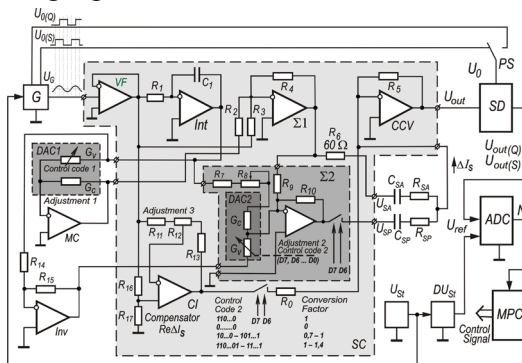 U0(Q)
U0(S)
UG
G
VF
R1
C1
Int
R2
R3
R4
Σ1
R5
CCV
Uout
U0
PS
SD
Uout(Q)
Uout(S)
R6
60 Ω
ΔIS
DAC1
GV
Control code 1
GC
Adjustment 1
MC
R7
R8
Σ2
R9
R10
DAC2
GC
GV
Adjustment 2
Control code 2
(D7, D6 ... D0)
D7 D6
USA
CSA
RSA
USP
CSP
RSP
Uref
ADC
N
Adjustment 3
R11
R12
R13
R14
R15
Inv
R16
R17
CI
Compensator
ReΔIS
D7 D6
R0
Control
Code 2
Conversion
Factor
110...0 1
0.......0 0
10...0 – 101...1 0,7 – 1
110...01 – 11...1 1 – 1,4
SC
USt
DUSt
MPC
Control
Signal